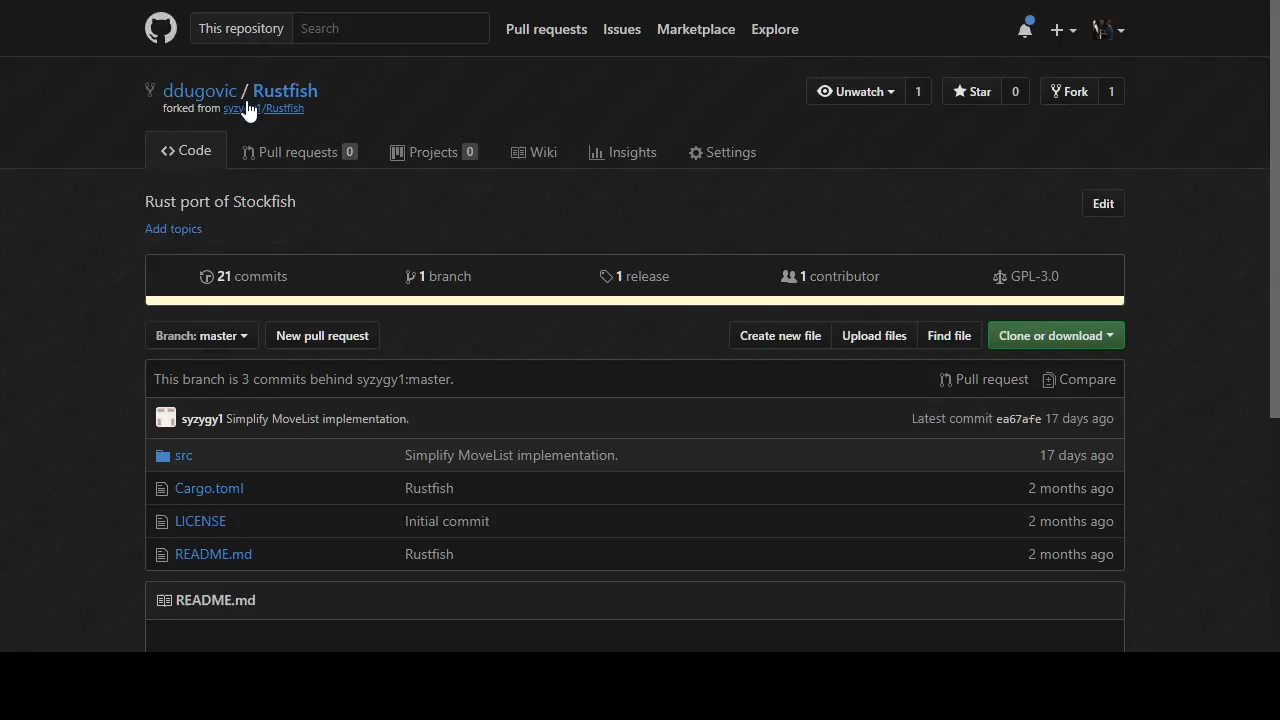 This repository Search Pull requests Issues Marketplace Explore
ddugovic / Rustfish Unwatch 1 Star 0 Fork 1
forked from syzygy1/Rustfish
Code Pull requests 0 Projects 0 Wiki Insights Settings
Rust port of Stockfish Edit
Add topics
21 commits 1 branch 1 release 1 contributor GPL-3.0
Branch: master New pull request Create new file Upload files Find file Clone or download
This branch is 3 commits behind syzygy1:master. Pull request Compare
syzygy1 Simplify MoveList implementation. Latest commit ea67afe 17 days ago
src Simplify MoveList implementation. 17 days ago
Cargo.toml Rustfish 2 months ago
LICENSE Initial commit 2 months ago
README.md Rustfish 2 months ago
README.md